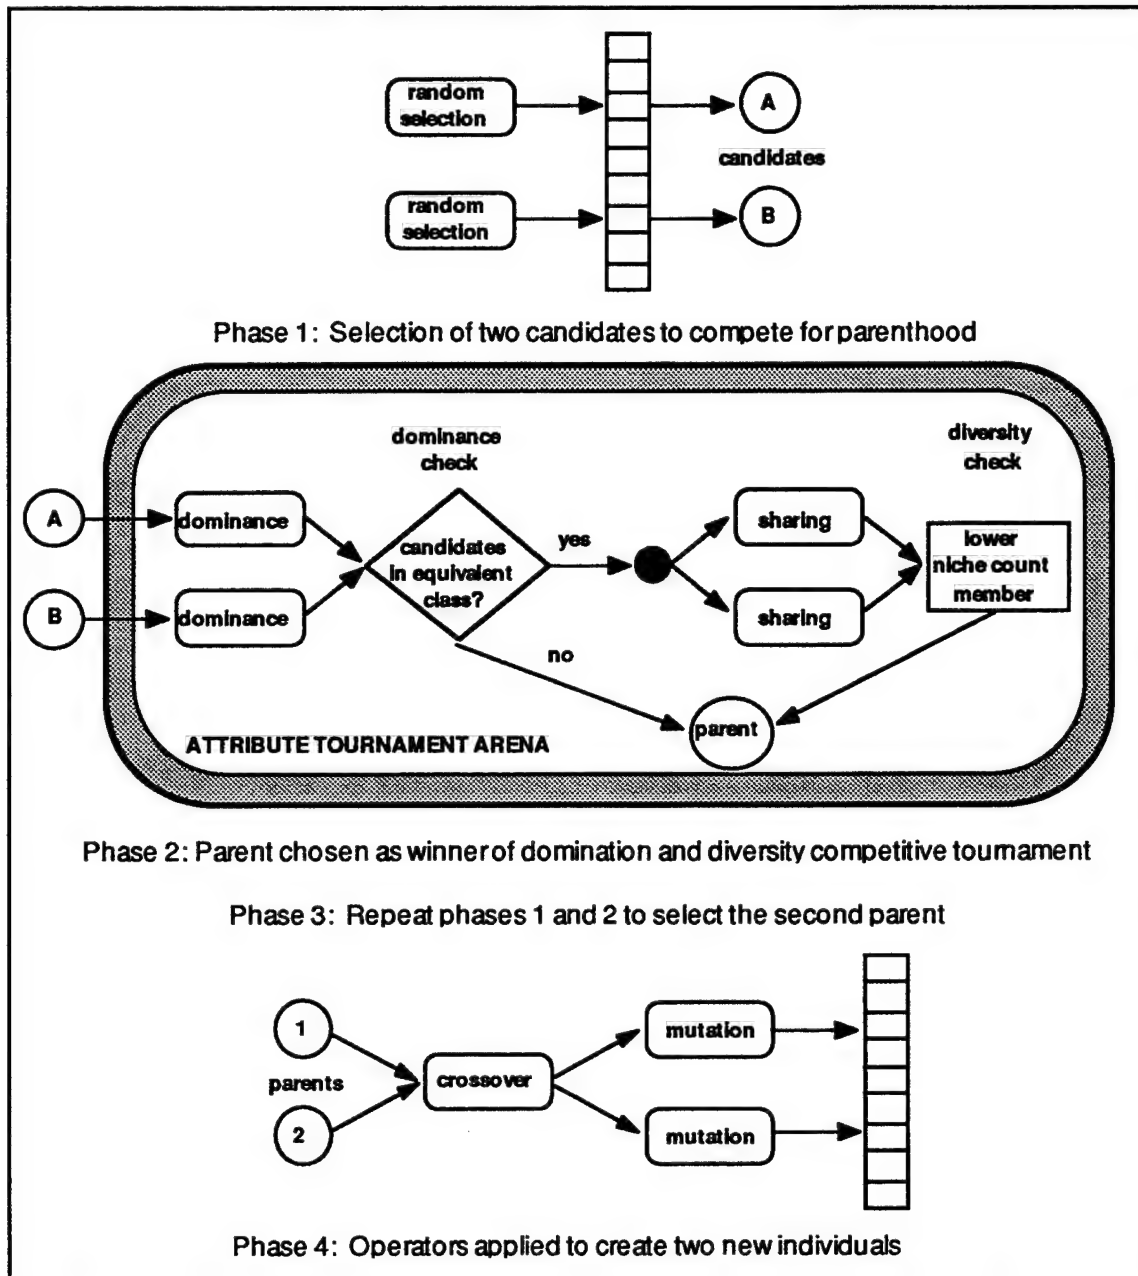 random
selection
A
candidates
random
selection
B
Phase 1: Selection of two candidates to compete for parenthood
dominance
check
diversity
check
A
dominance
candidates
in equivalent
class?
yes
sharing
lower
niche count
member
B
dominance
sharing
no
parent
ATTRIBUTE TOURNAMENT ARENA
Phase 2: Parent chosen as winner of domination and diversity competitive tournament
Phase 3: Repeat phases 1 and 2 to select the second parent
1
mutation
parents
crossover
2
mutation
Phase 4: Operators applied to create two new individuals